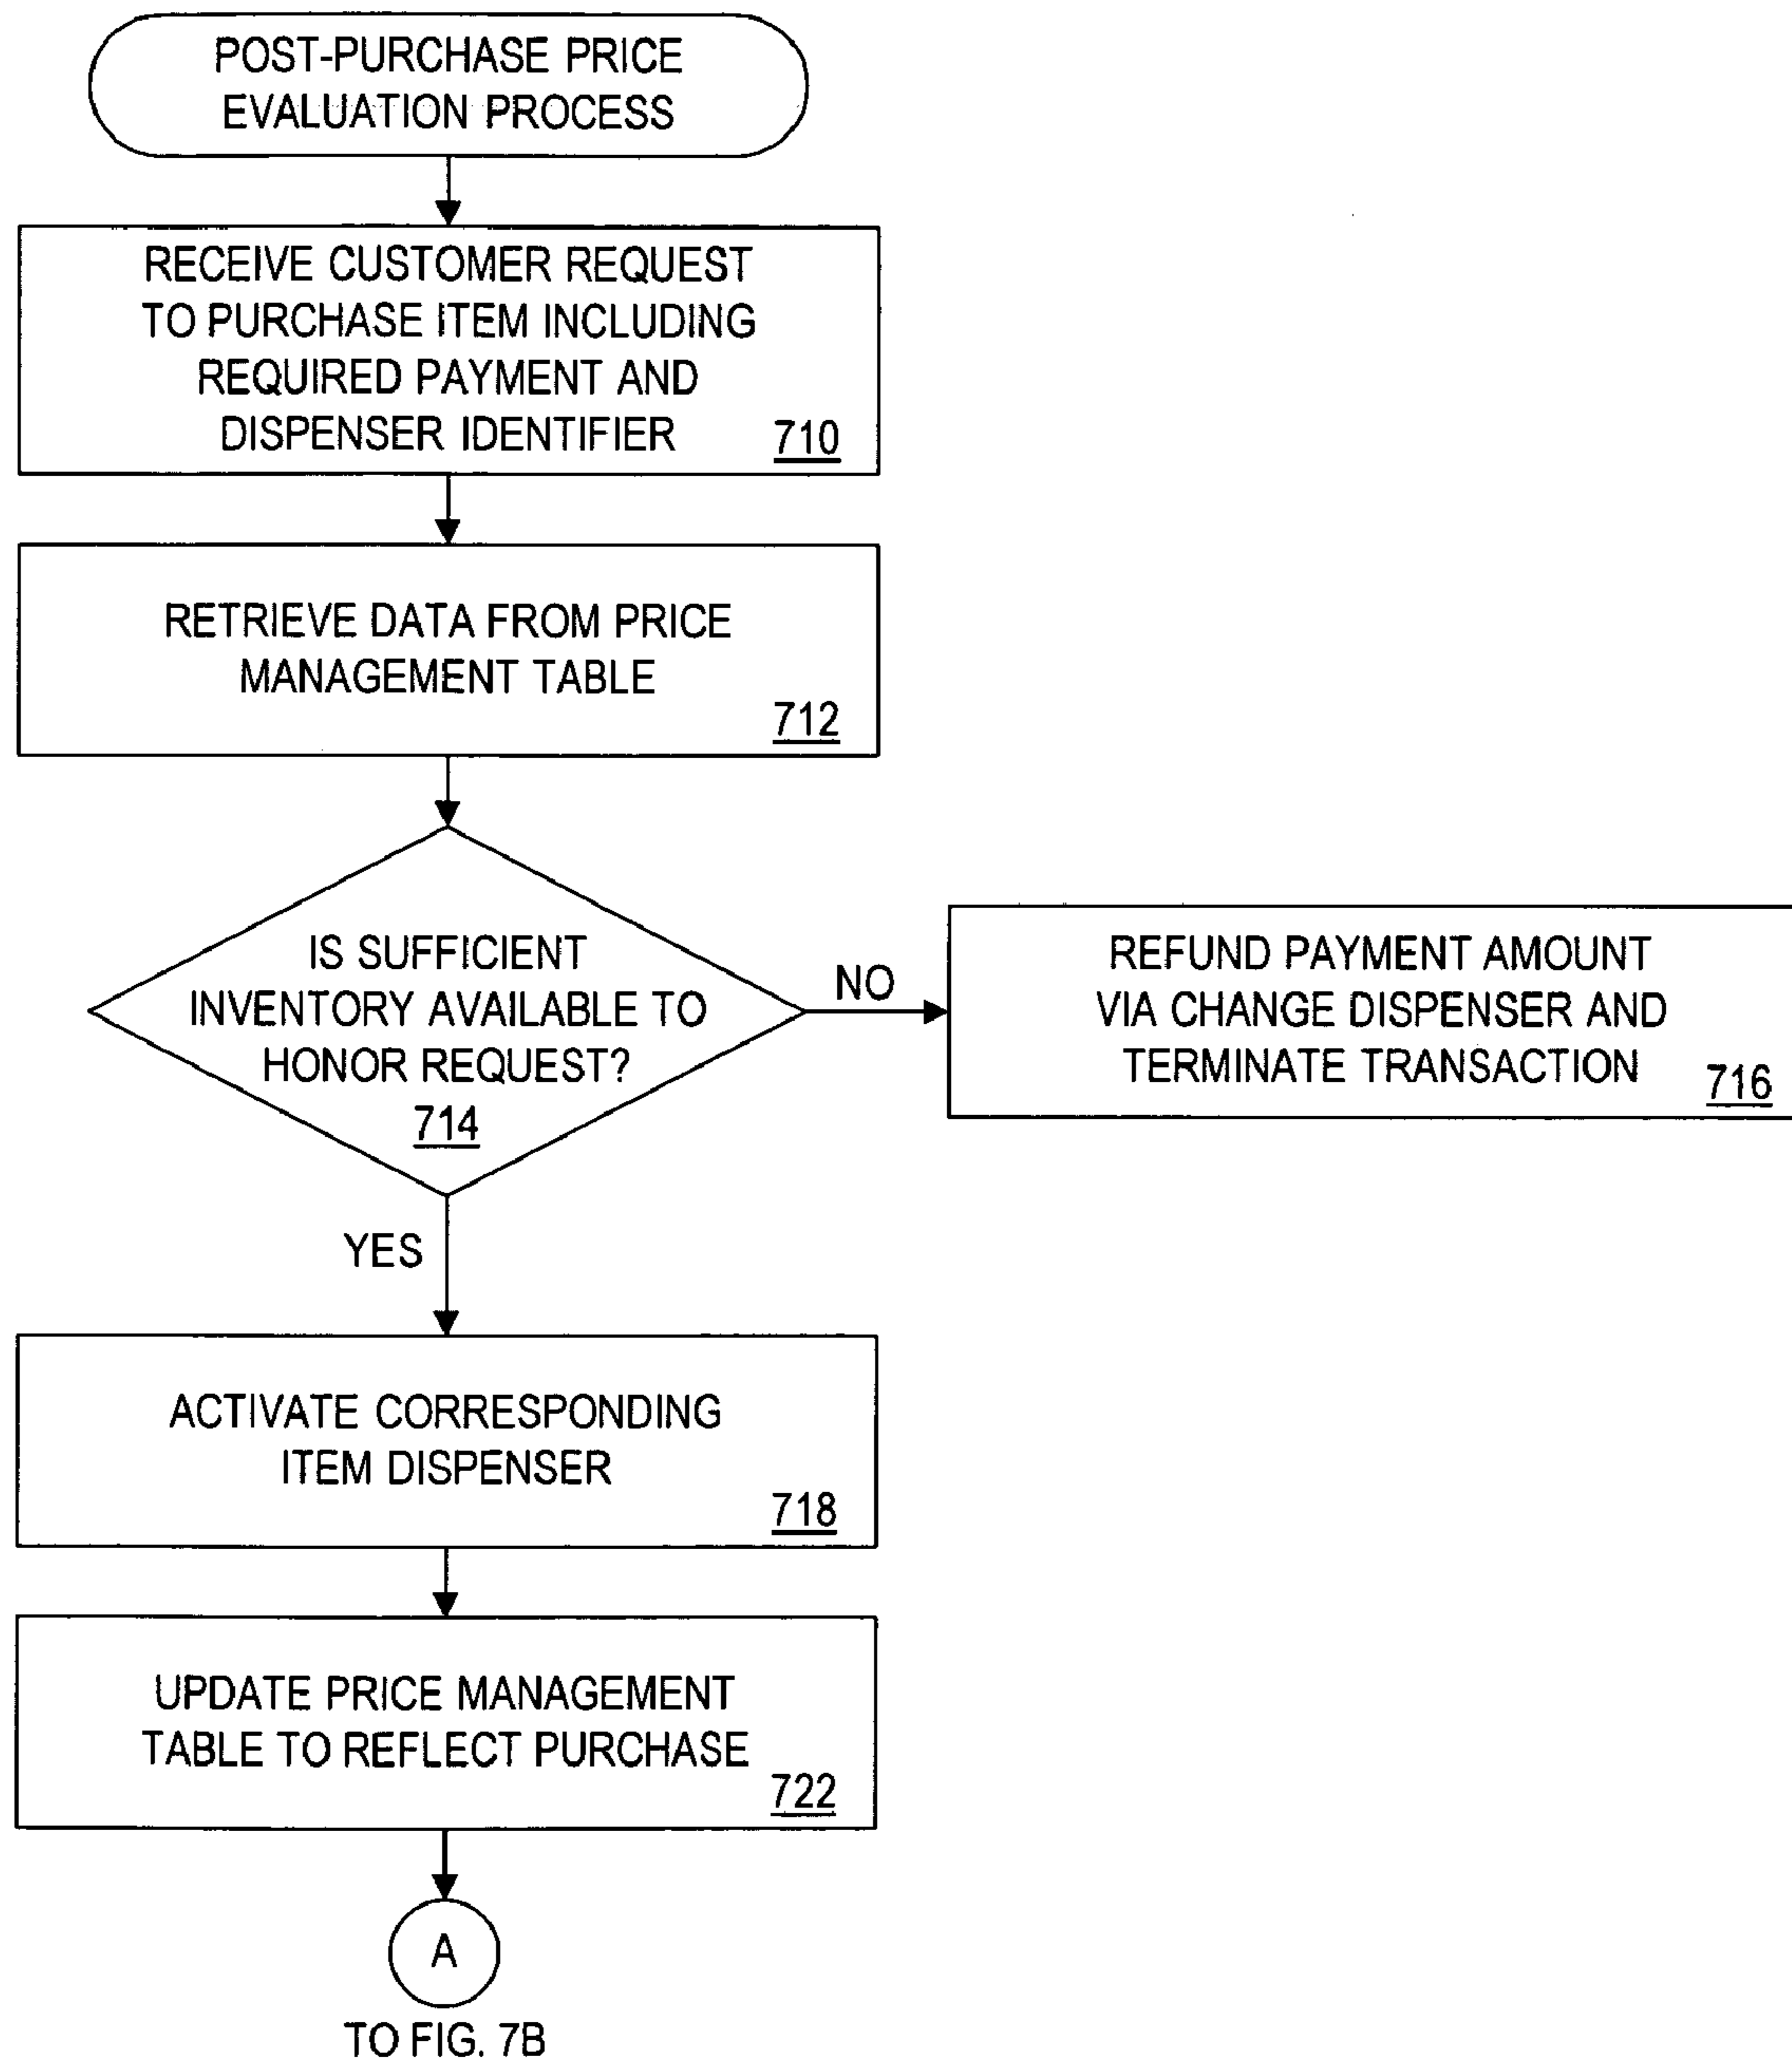 POST-PURCHASE PRICE
EVALUATION PROCESS
RECEIVE CUSTOMER REQUEST
TO PURCHASE ITEM INCLUDING
REQUIRED PAYMENT AND
DISPENSER IDENTIFIER
710
RETRIEVE DATA FROM PRICE
MANAGEMENT TABLE
712
IS SUFFICIENT
INVENTORY AVAILABLE TO
HONOR REQUEST?
714
NO
REFUND PAYMENT AMOUNT
VIA CHANGE DISPENSER AND
TERMINATE TRANSACTION
716
YES
ACTIVATE CORRESPONDING
ITEM DISPENSER
718
UPDATE PRICE MANAGEMENT
TABLE TO REFLECT PURCHASE
722
A
TO FIG. 7B